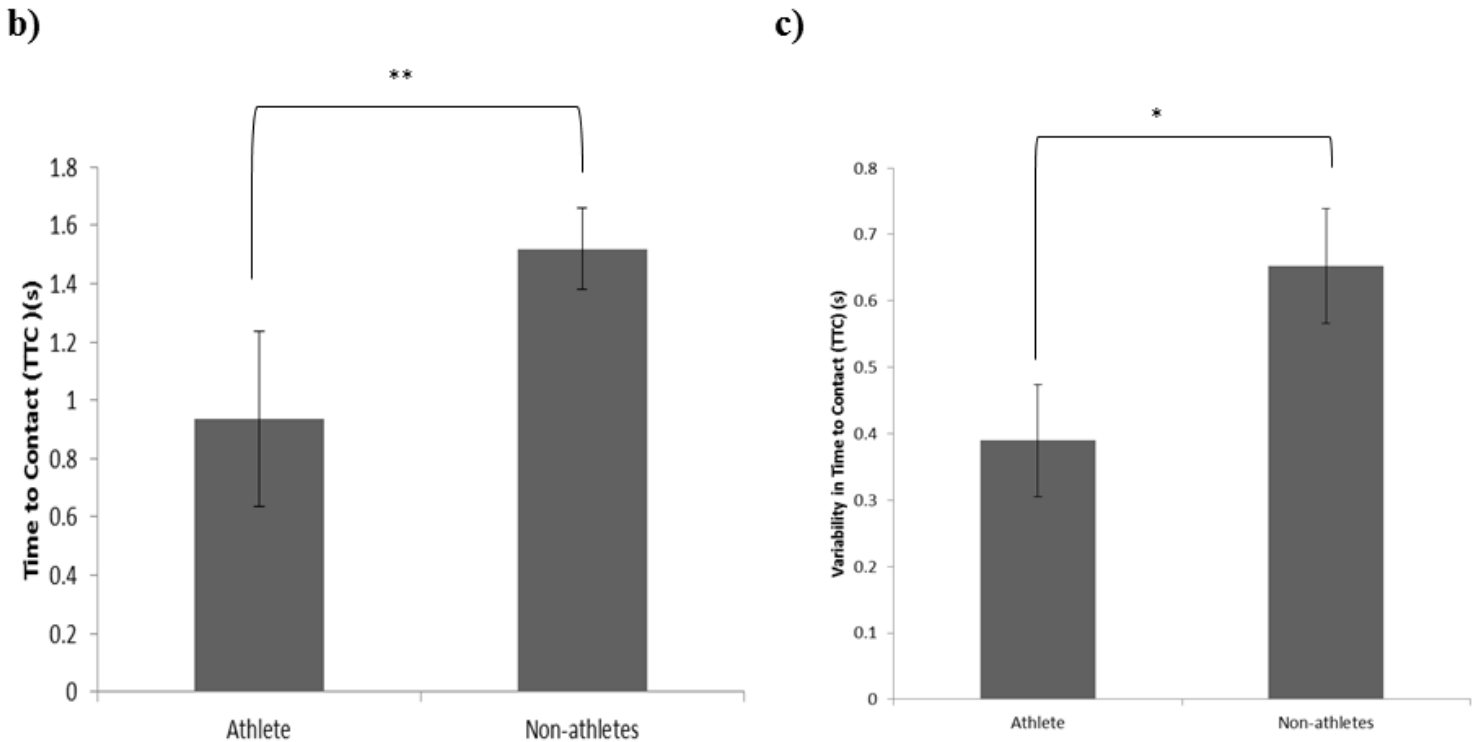 b)
**
1.8
1.6
1.4
1.2
1
0.8
0.6
0.4
0.2
0
Time to Contact (TTC )(s)
Athlete
Non-athletes
c)
*
0.8
0.7
0.6
0.5
0.4
0.3
0.2
0.1
0
Variability in Time to Contact (TTC) (s)
Athlete
Non-athletes